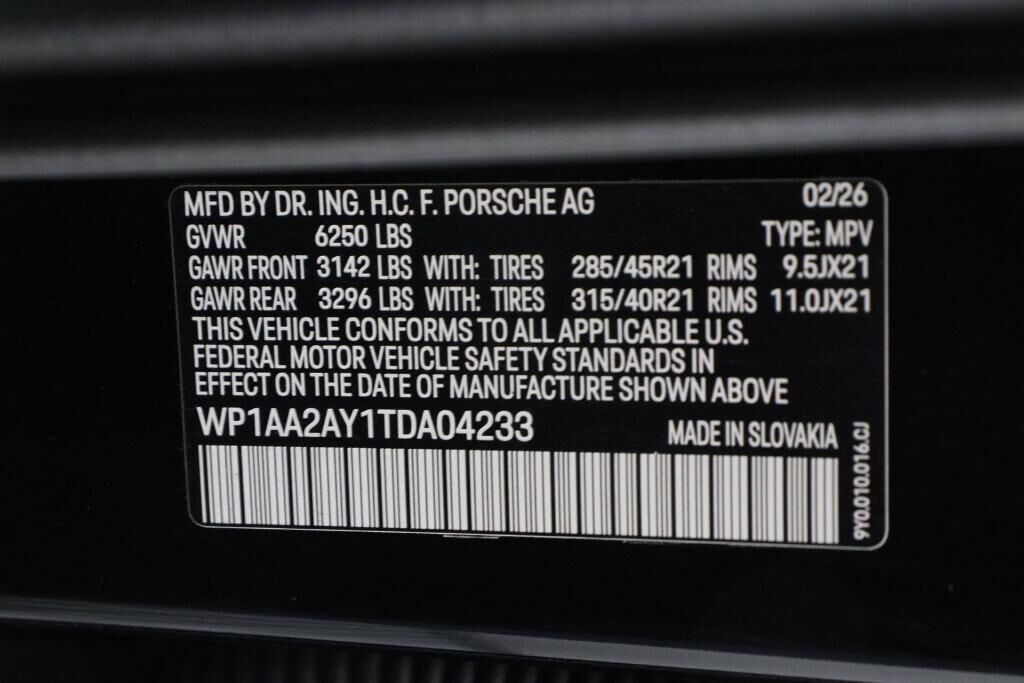 MFD BY DR. ING. H.C. F. PORSCHE AG 02/26
GVWR 6250 LBS TYPE: MPV
GAWR FRONT 3142 LBS WITH: TIRES 285/45R21 RIMS 9.5JX21
GAWR REAR 3296 LBS WITH: TIRES 315/40R21 RIMS 11.0JX21
THIS VEHICLE CONFORMS TO ALL APPLICABLE U.S.
FEDERAL MOTOR VEHICLE SAFETY STANDARDS IN
EFFECT ON THE DATE OF MANUFACTURE SHOWN ABOVE
WP1AA2AY1TDA04233 MADE IN SLOVAKIA
9Y0.010.016.CJ